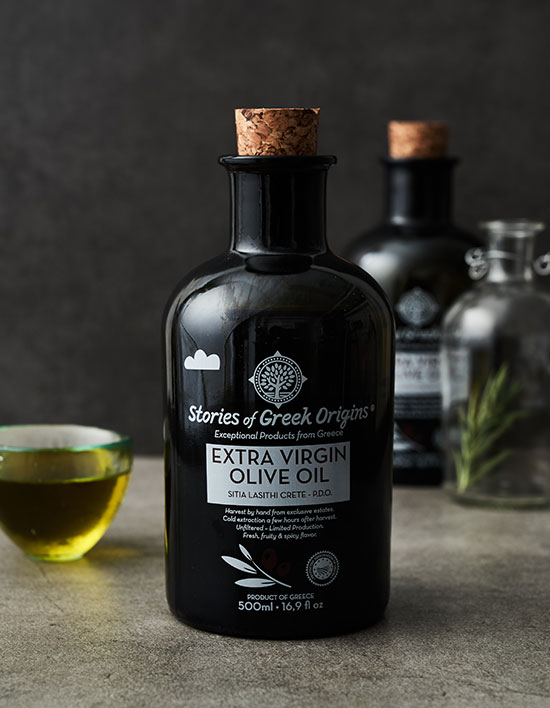 Stories of Greek Origins®
Exceptional Products from Greece
EXTRA VIRGIN
OLIVE OIL
SITIA LASITHI CRETE - P.D.O.
Harvest by hand from exclusive estates.
Cold extraction a few hours after harvest.
Unfiltered - Limited Production.
Fresh, fruity & spicy flavor.
PRODUCT OF GREECE
500ml • 16,9 fl oz